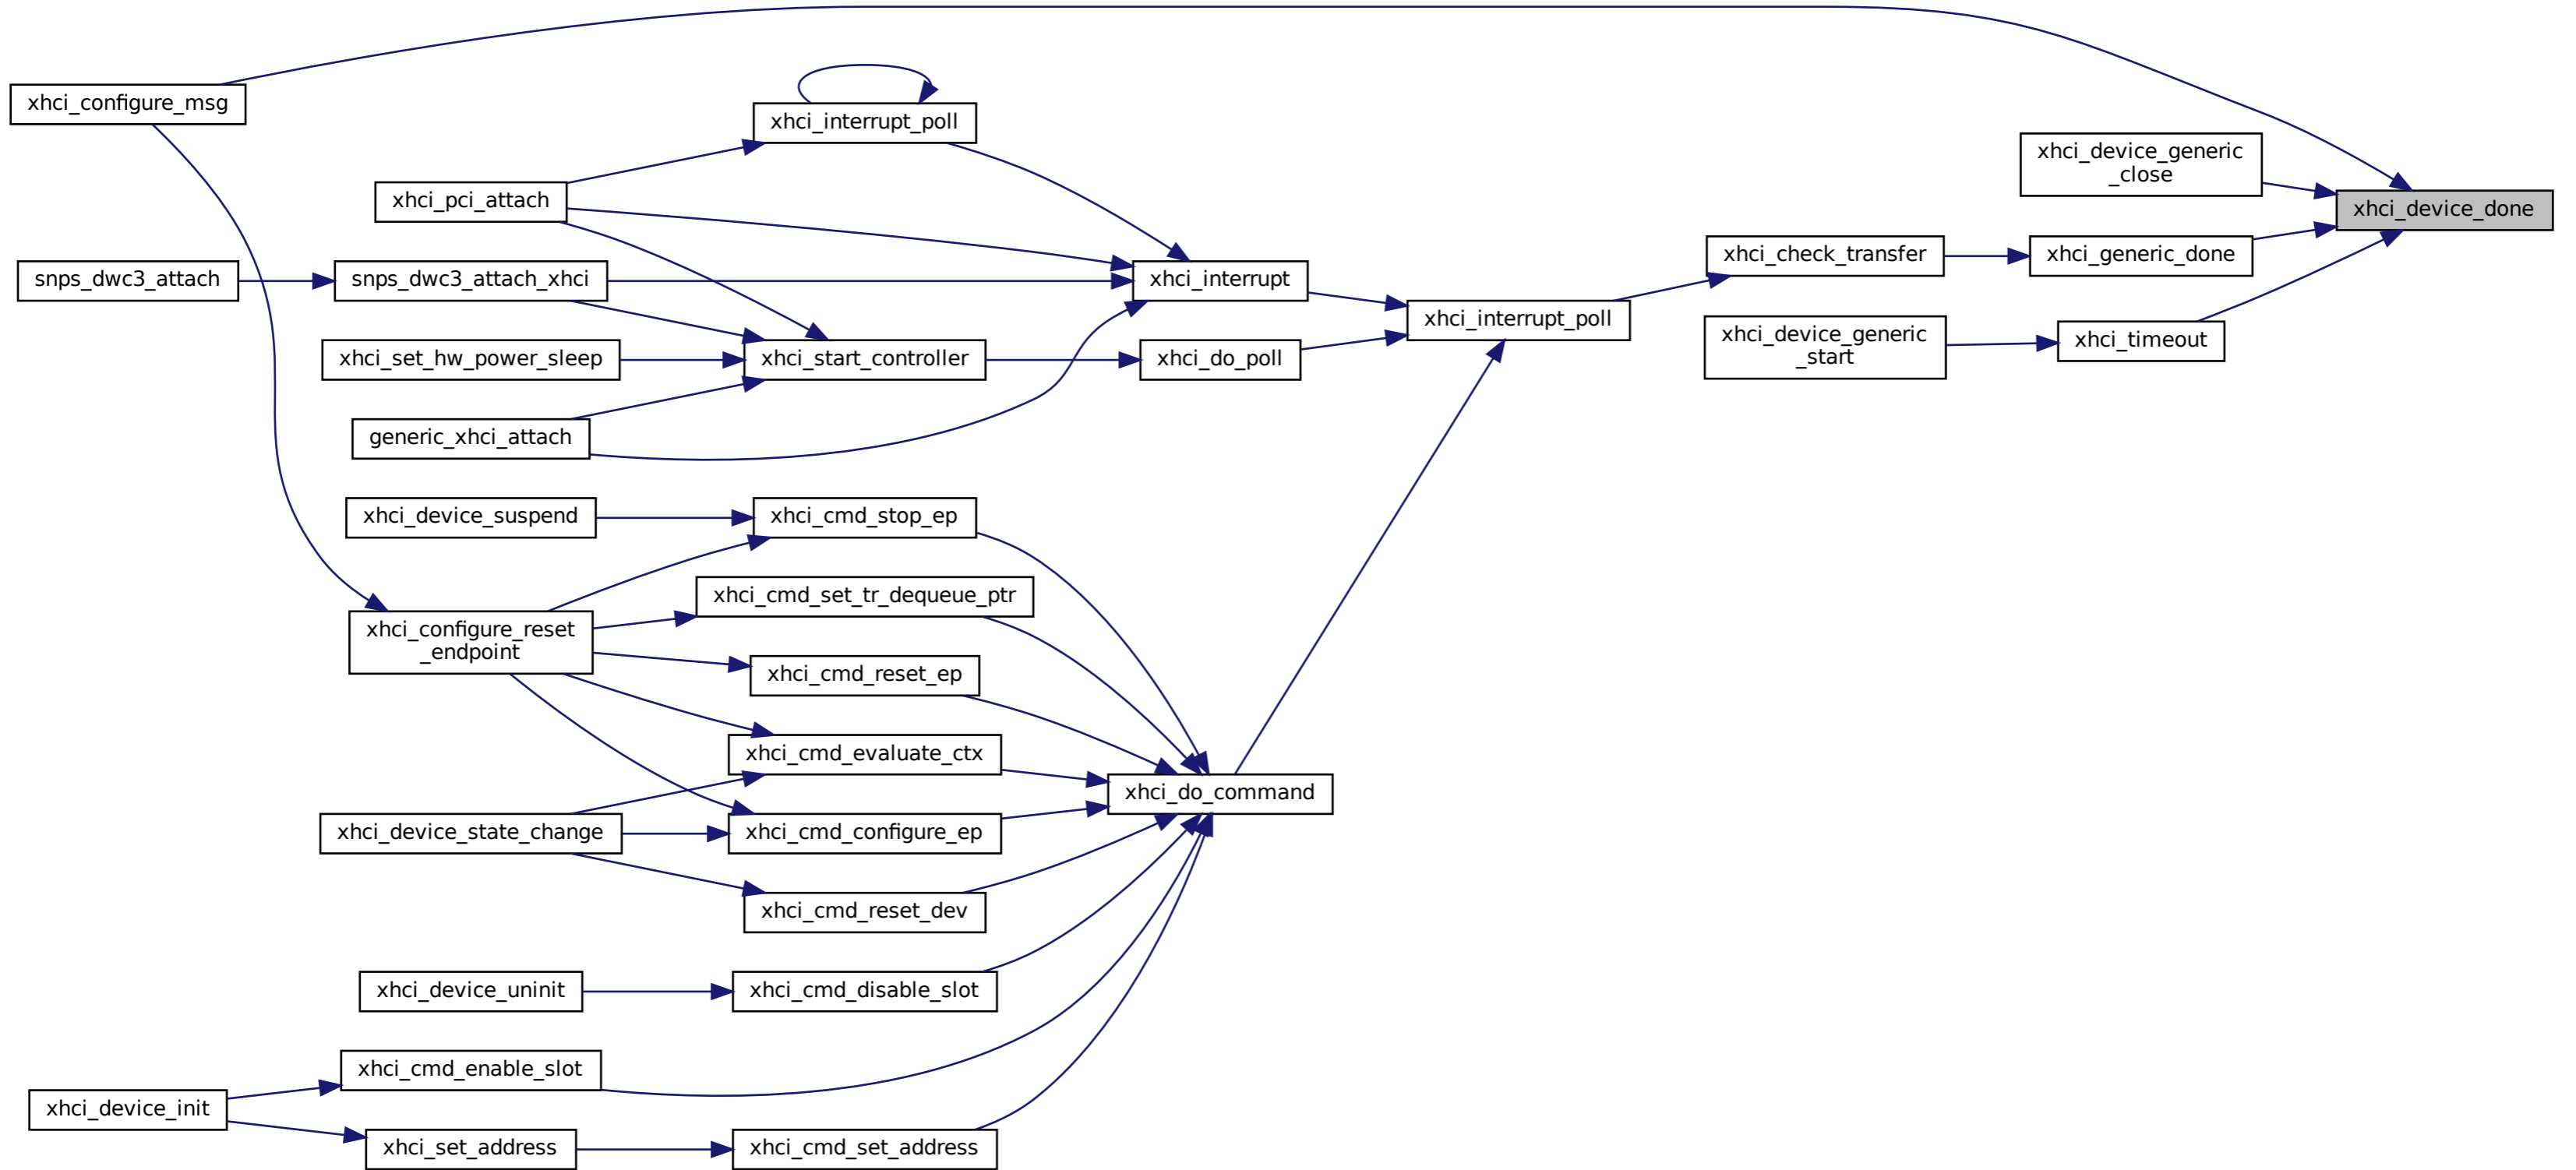 xhci_configure_msg
xhci_interrupt_poll
xhci_device_generic
_close
xhci_pci_attach
xhci_device_done
xhci_check_transfer
xhci_generic_done
snps_dwc3_attach
snps_dwc3_attach_xhci
xhci_interrupt
xhci_interrupt_poll
xhci_device_generic
_start
xhci_timeout
xhci_set_hw_power_sleep
xhci_start_controller
xhci_do_poll
generic_xhci_attach
xhci_device_suspend
xhci_cmd_stop_ep
xhci_cmd_set_tr_dequeue_ptr
xhci_configure_reset
_endpoint
xhci_cmd_reset_ep
xhci_cmd_evaluate_ctx
xhci_do_command
xhci_device_state_change
xhci_cmd_configure_ep
xhci_cmd_reset_dev
xhci_device_uninit
xhci_cmd_disable_slot
xhci_cmd_enable_slot
xhci_device_init
xhci_set_address
xhci_cmd_set_address